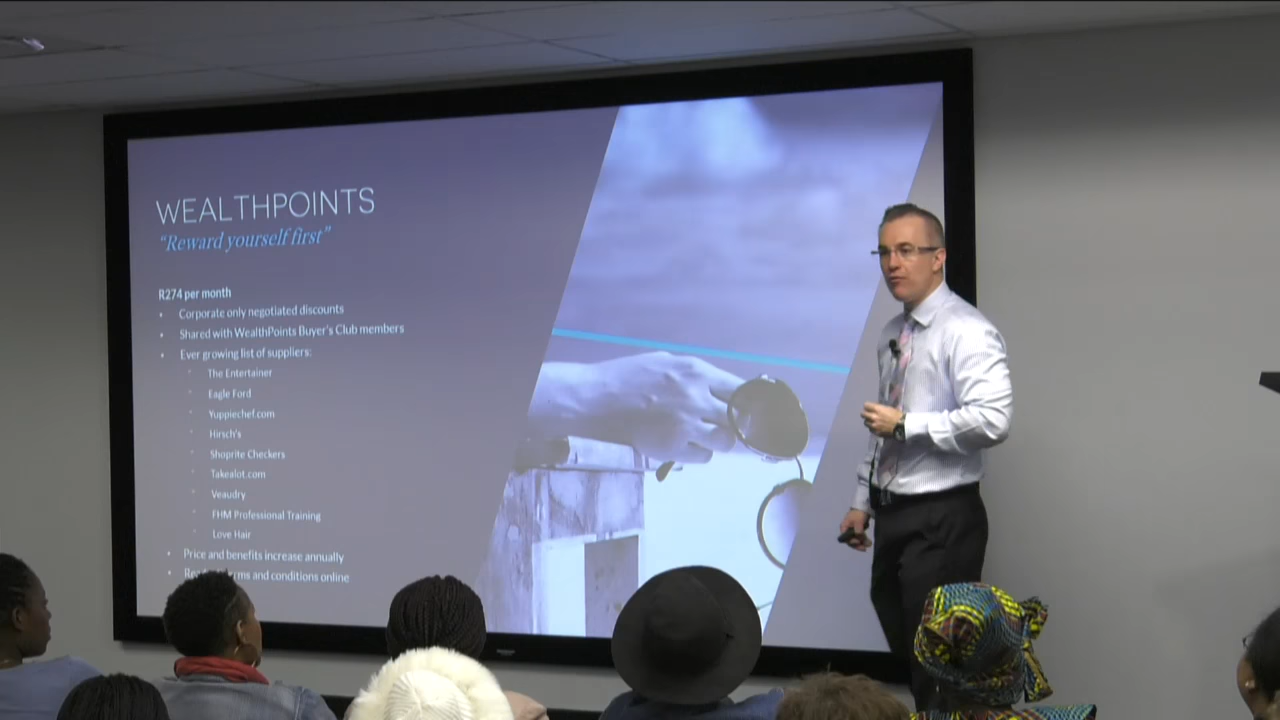 WEALTHPOINTS
“Reward yourself first”
R274 per month
• Corporate only negotiated discounts
• Shared with WealthPoints Buyer's Club members
• Ever growing list of suppliers:
The Entertainer
Eagle Ford
Yuppiechef.com
Hirsch's
Shoprite Checkers
Takealot.com
Veaudry
FHM Professional Training
Love Hair
• Price and benefits increase annually
• and conditions online